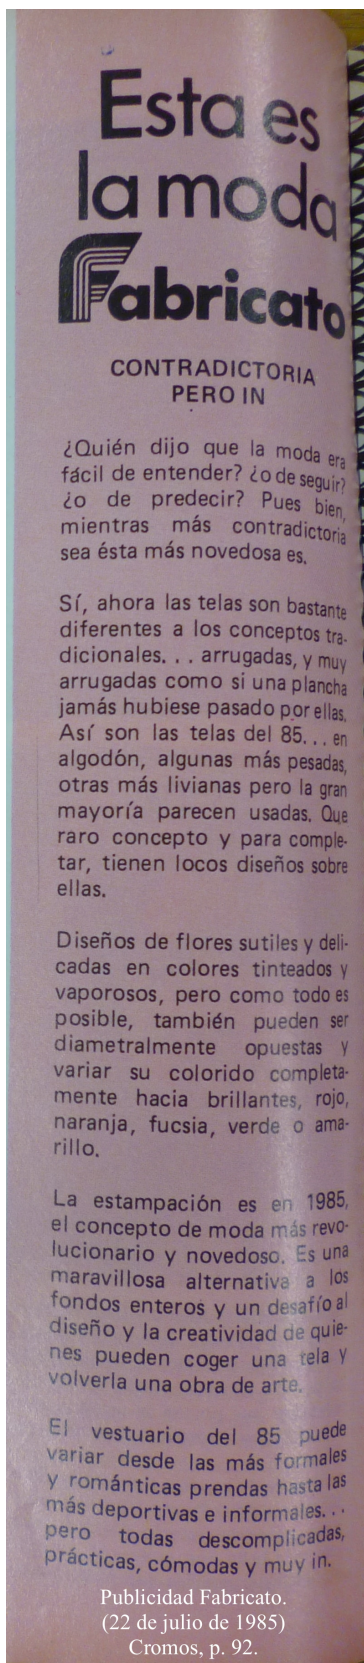 Esta es
la moda
Fabricato
CONTRADICTORIA
PERO IN
¿Quién dijo que la moda era
fácil de entender? ¿o de seguir?
¿o de predecir? Pues bien,
mientras más contradictoria
sea ésta más novedosa es.
Sí, ahora las telas son bastante
diferentes a los conceptos tra-
dicionales. . . arrugadas, y muy
arrugadas como si una plancha
jamás hubiese pasado por ellas.
Así son las telas del 85. . . en
algodón, algunas más pesadas,
otras más livianas pero la gran
mayoría parecen usadas. Que
raro concepto y para comple-
tar, tienen locos diseños sobre
ellas.
Diseños de flores sutiles y deli-
cadas en colores tinteados y
vaporosos, pero como todo es
posible, también pueden ser
diametralmente opuestas y
variar su colorido completa-
mente hacia brillantes, rojo,
naranja, fucsia, verde o ama-
rillo.
La estampación es en 1985,
el concepto de moda más revo-
lucionario y novedoso. Es una
maravillosa alternativa a los
fondos enteros y un desafío al
diseño y la creatividad de quie-
nes pueden coger una tela y
volverla una obra de arte.
El vestuario del 85 puede
variar desde las más formales
y románticas prendas hasta las
más deportivas e informales. . .
pero todas descomplicadas,
prácticas, cómodas y muy in.
Publicidad Fabricato.
(22 de julio de 1985)
Cromos, p. 92.